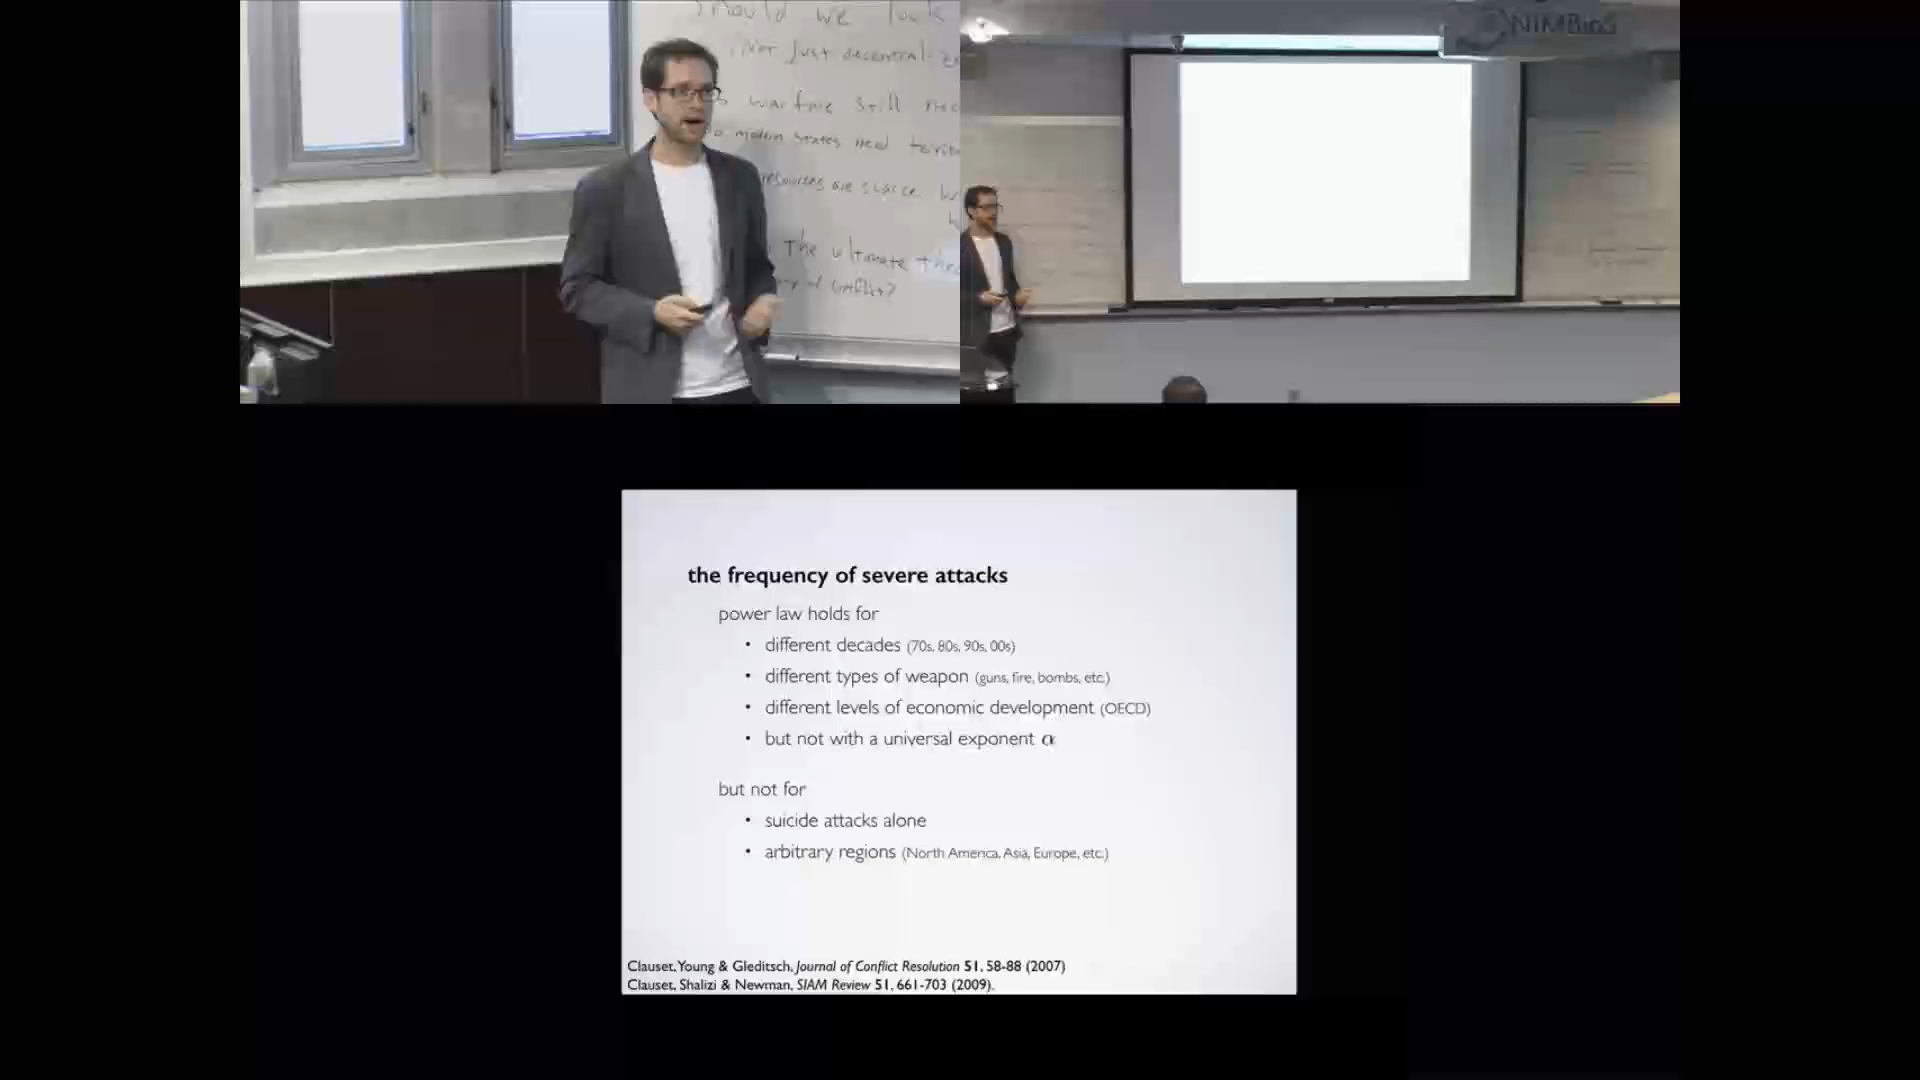 Should we look
Not just decentral
warfare still nec
modern states need
resources are scarce
the ultimate
of conflict?
NIMBioS
the frequency of severe attacks
power law holds for
• different decades (70s, 80s, 90s, 00s)
• different types of weapon (guns, fire, bombs, etc.)
• different levels of economic development (OECD)
• but not with a universal exponent α
but not for
• suicide attacks alone
• arbitrary regions (North America, Asia, Europe, etc.)
Clauset, Young & Gleditsch, Journal of Conflict Resolution 51, 58-88 (2007)
Clauset, Shalizi & Newman, SIAM Review 51, 661-703 (2009).